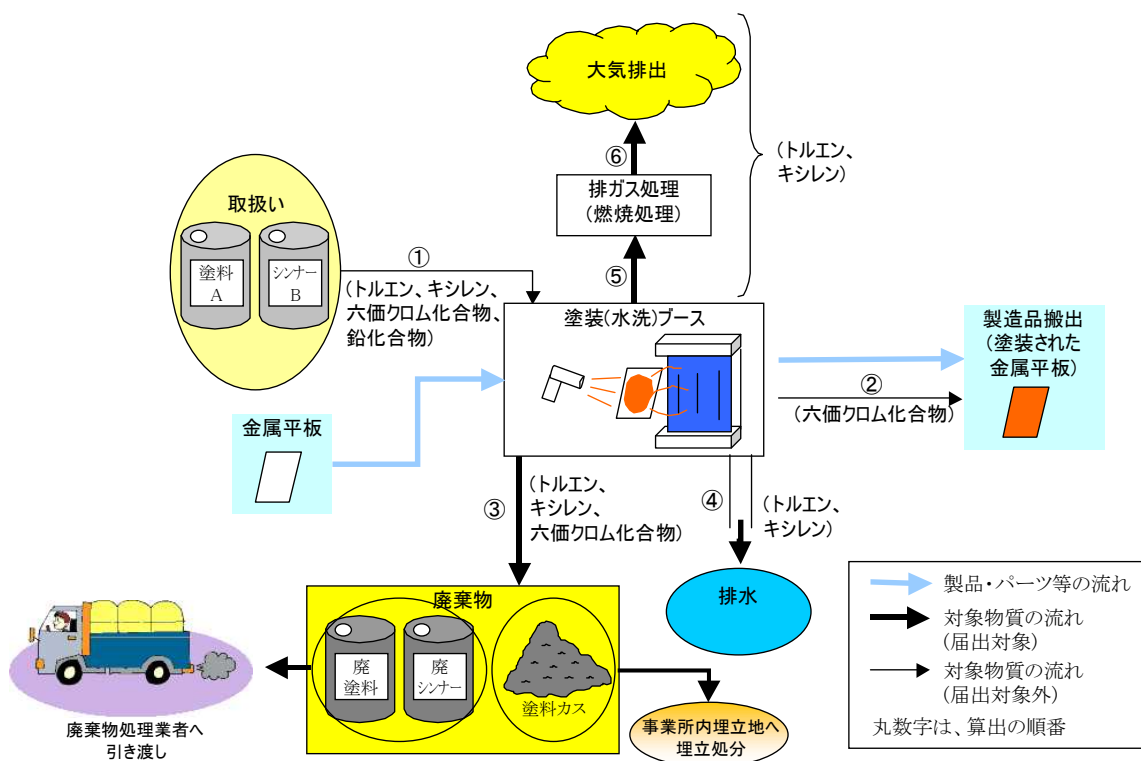 大気排出
⑥
(トルエン、
キシレン)
排ガス処理
(燃焼処理)
⑤
取扱い
塗料
A
シンナー
B
①
(トルエン、キシレン、
六価クロム化合物、
鉛化合物)
塗装(水洗)ブース
製造品搬出
(塗装された
金属平板)
②
(六価クロム化合物)
金属平板
③
(トルエン、
キシレン、
六価クロム化合物)
④
(トルエン、
キシレン)
排水
廃棄物
廃
塗料
廃
シンナー
塗料カス
廃棄物処理業者へ
引き渡し
事業所内埋立地へ
埋立処分
製品・パーツ等の流れ
対象物質の流れ
(届出対象)
対象物質の流れ
(届出対象外)
丸数字は、算出の順番